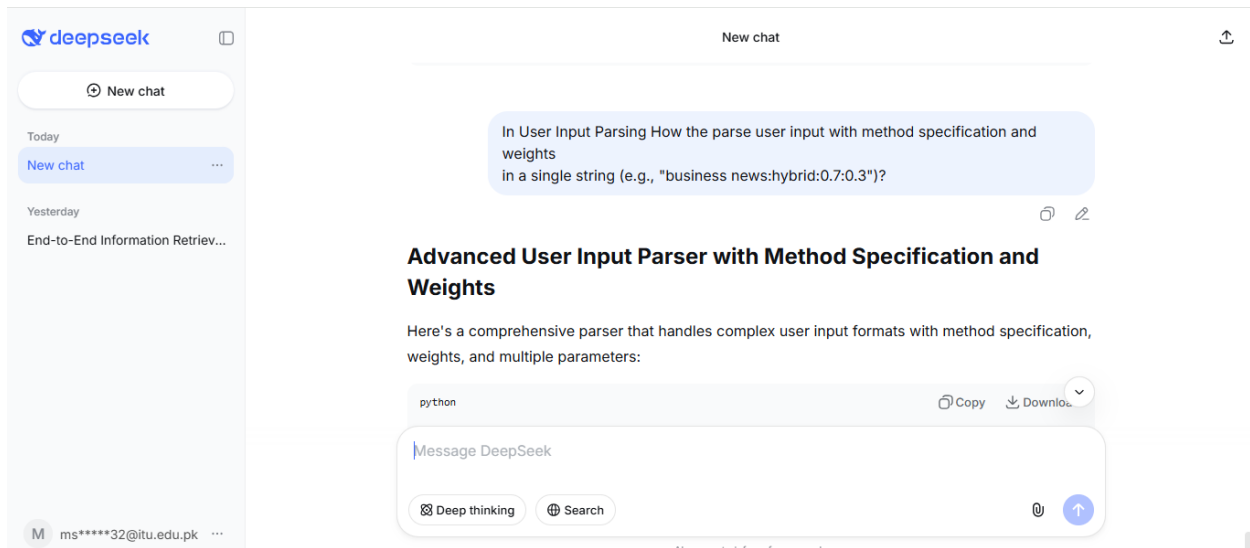 deepseek
New chat
New chat
Today
New chat
Yesterday
End-to-End Information Retriev...
ms*****32@itu.edu.pk
M
In User Input Parsing How the parse user input with method specification and
weights
in a single string (e.g., "business news:hybrid:0.7:0.3")?
Advanced User Input Parser with Method Specification and
Weights
Here's a comprehensive parser that handles complex user input formats with method specification,
weights, and multiple parameters:
python
Copy
Message DeepSeek
Deep thinking
Search